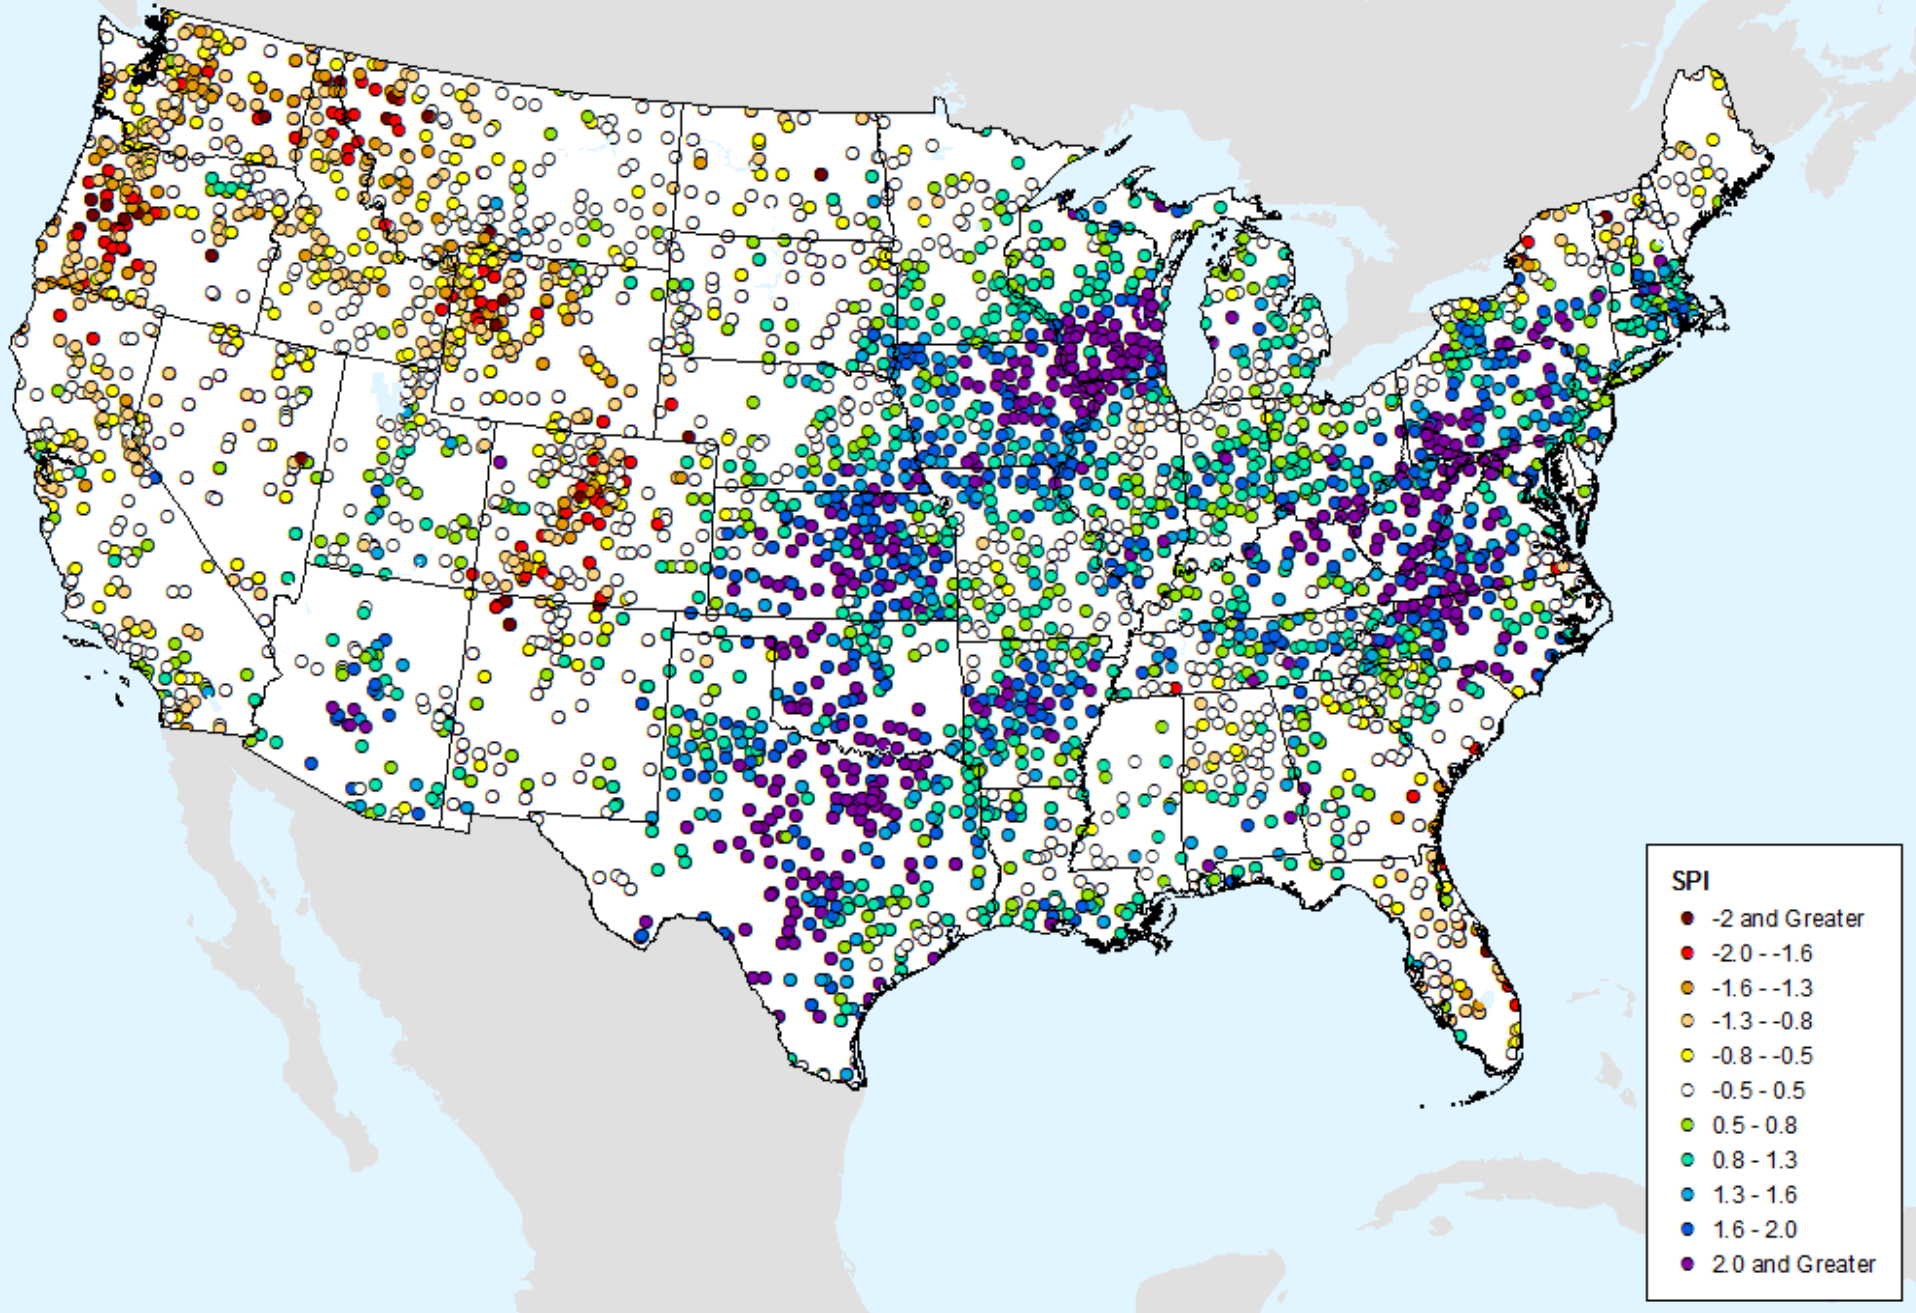 SPI
-2 and Greater
-2.0 - -1.6
-1.6 - -1.3
-1.3 - -0.8
-0.8 - -0.5
-0.5 - 0.5
0.5 - 0.8
0.8 - 1.3
1.3 - 1.6
1.6 - 2.0
2.0 and Greater